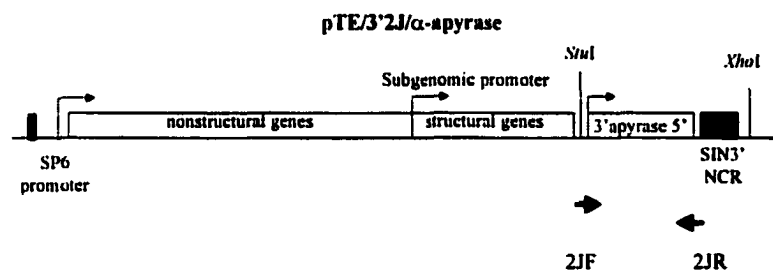 pTE/3'2J/α-apyrase
StuI
XhoI
Subgenomic promoter
nonstructural genes
structural genes
3'apyrase 5'
SP6
promoter
SIN3'
NCR
2JF
2JR